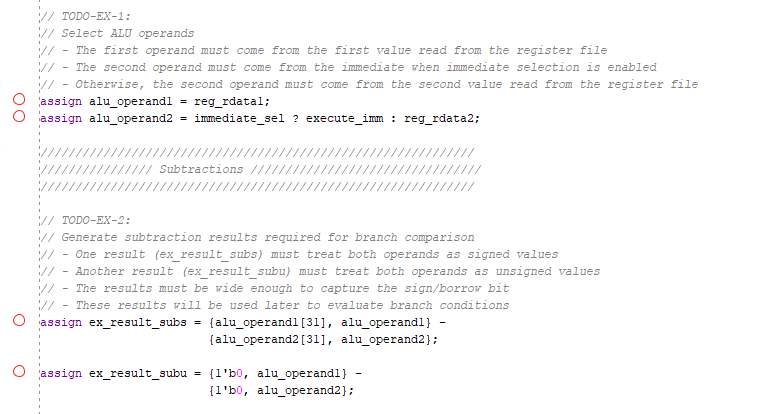 // TODO-EX-1:
// Select ALU operands
// - The first operand must come from the first value read from the register file
// - The second operand must come from the immediate when immediate selection is enabled
// - Otherwise, the second operand must come from the second value read from the register file
assign alu_operand1 = reg_rdata1;
assign alu_operand2 = immediate_sel ? execute_imm : reg_rdata2;
//////////////////////////////////////////////////////////////
//////////////// Subtractions /////////////////////////////////
//////////////////////////////////////////////////////////////
// TODO-EX-2:
// Generate subtraction results required for branch comparison
// - One result (ex_result_subs) must treat both operands as signed values
// - Another result (ex_result_subu) must treat both operands as unsigned values
// - The results must be wide enough to capture the sign/borrow bit
// - These results will be used later to evaluate branch conditions
assign ex_result_subs = {alu_operand1[31], alu_operand1} -
{alu_operand2[31], alu_operand2};
assign ex_result_subu = {1'b0, alu_operand1} -
{1'b0, alu_operand2};